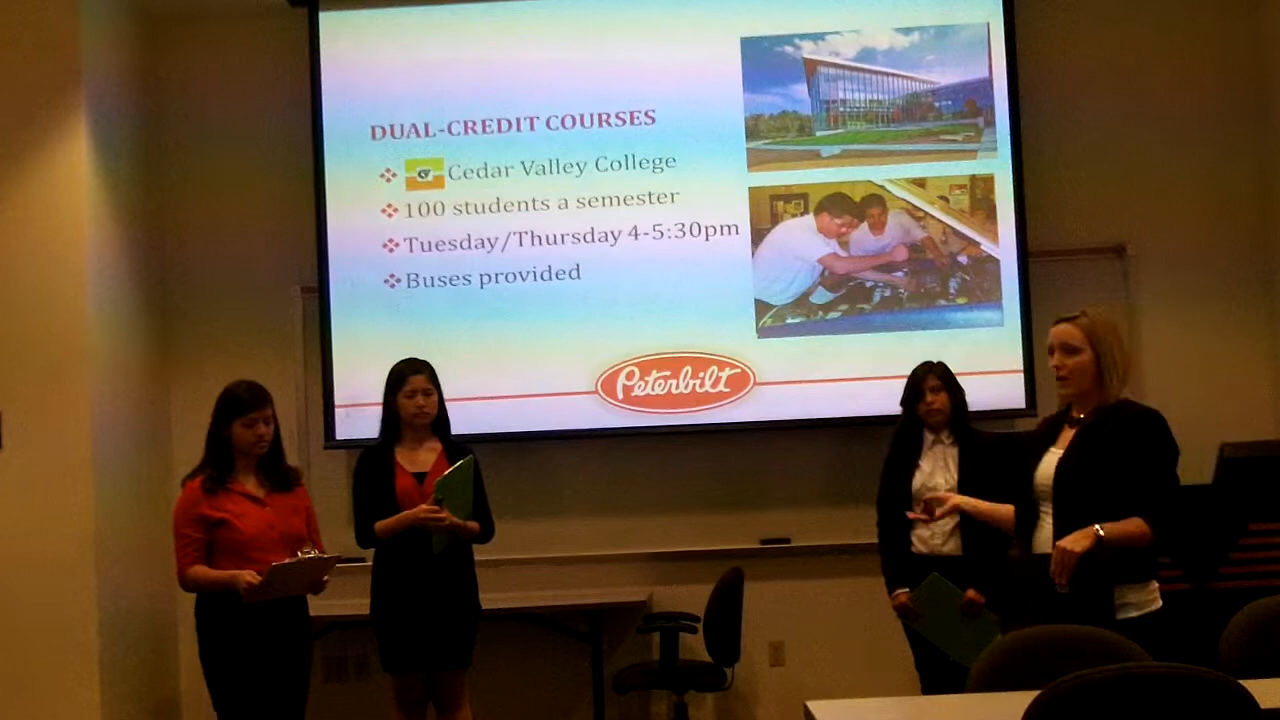 DUAL-CREDIT COURSES
Cedar Valley College
100 students a semester
Tuesday/Thursday 4-5:30pm
Buses provided
Peterbilt